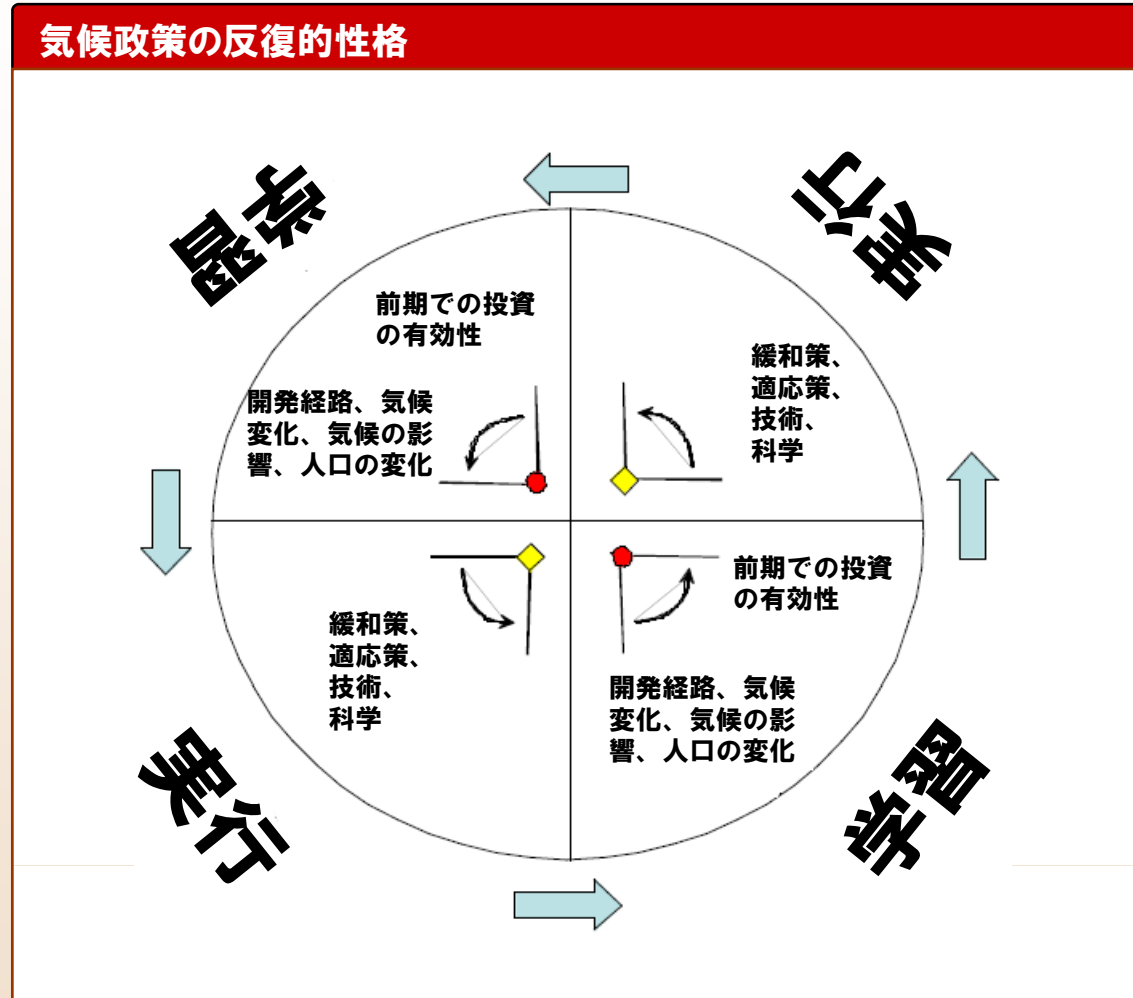 気候政策の反復的性格
学習
実行
前期での投資
の有効性
開発経路、気候
変化、気候の影
響、人口の変化
緩和策、
適応策、
技術、
科学
緩和策、
適応策、
技術、
科学
前期での投資
の有効性
開発経路、気候
変化、気候の影
響、人口の変化
実行
学習